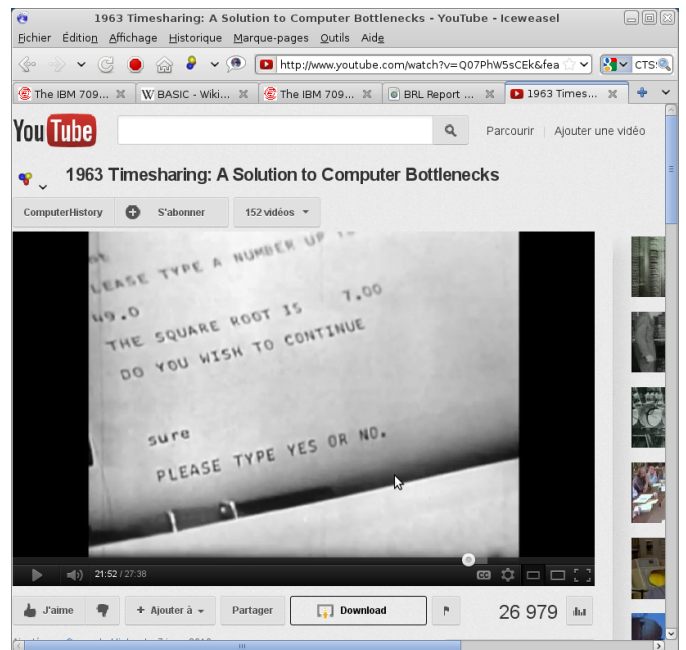 1963 Timesharing: A Solution to Computer Bottlenecks - YouTube - Iceweasel
Fichier Édition Affichage Historique Marque-pages Outils Aide
http://www.youtube.com/watch?v=Q07PhW5sCEk&fea CTS:
The IBM 709... W BASIC - Wiki... The IBM 709... BRL Report ... 1963 Times...
You Tube Parcourir Ajouter une vidéo
1963 Timesharing: A Solution to Computer Bottlenecks
ComputerHistory S'abonner 152 vidéos
LEASE TYPE A NUMBER UP
49.0
THE SQUARE ROOT IS 7.00
DO YOU WISH TO CONTINUE
sure
PLEASE TYPE YES OR NO.
21:52 / 27:38 CC
J'aime + Ajouter à Partager Download 26 979